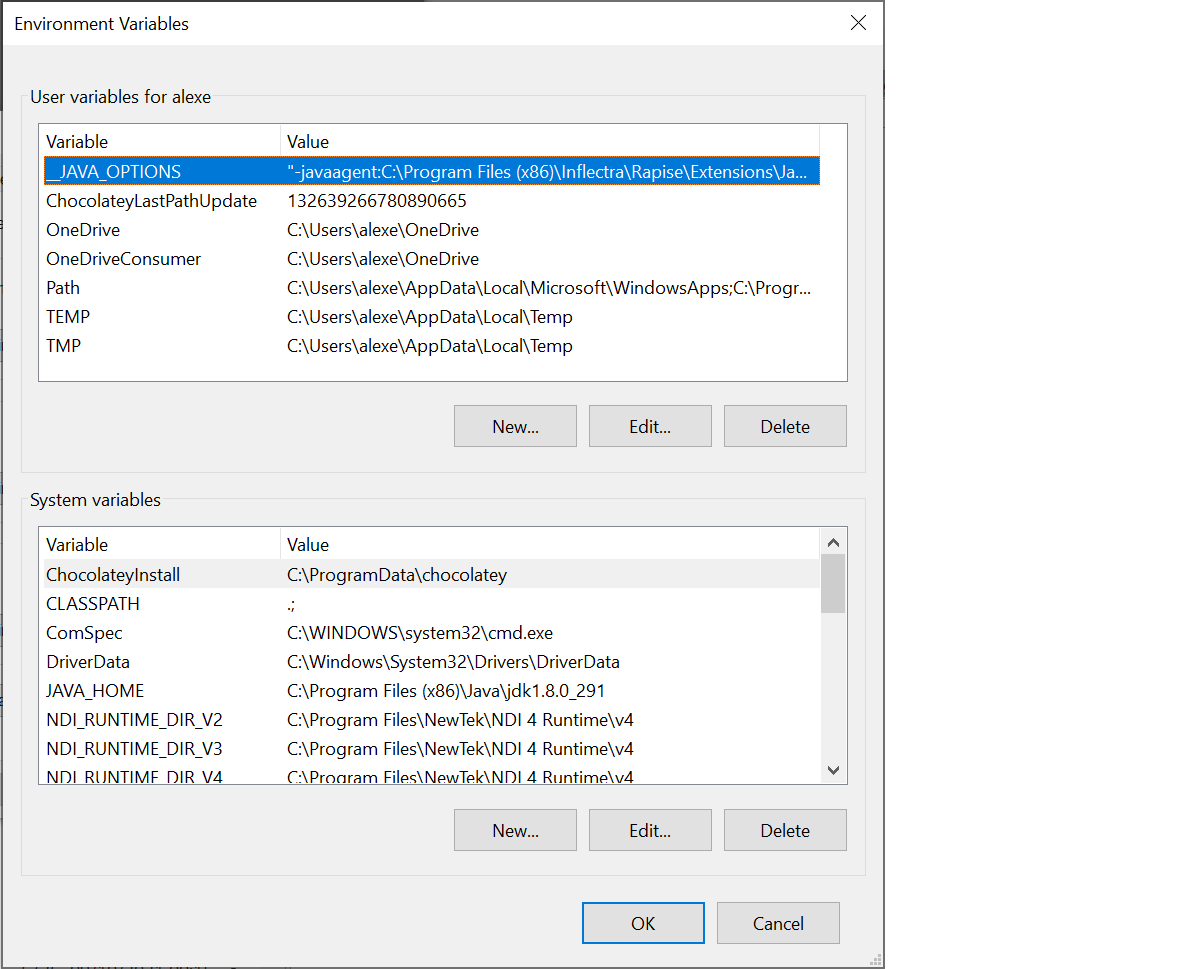 Environment Variables
User variables for alexe
Variable Value
__JAVA_OPTIONS "-javaagent:C:\Program Files (x86)\Inflectra\Rapise\Extensions\Ja...
ChocolateyLastPathUpdate 132639266780890665
OneDrive C:\Users\alexe\OneDrive
OneDriveConsumer C:\Users\alexe\OneDrive
Path C:\Users\alexe\AppData\Local\Microsoft\WindowsApps;C:\Progr...
TEMP C:\Users\alexe\AppData\Local\Temp
TMP C:\Users\alexe\AppData\Local\Temp
New... Edit... Delete
System variables
Variable Value
ChocolateyInstall C:\ProgramData\chocolatey
CLASSPATH .;
ComSpec C:\WINDOWS\system32\cmd.exe
DriverData C:\Windows\System32\Drivers\DriverData
JAVA_HOME C:\Program Files (x86)\Java\jdk1.8.0_291
NDI_RUNTIME_DIR_V2 C:\Program Files\NewTek\NDI 4 Runtime\v4
NDI_RUNTIME_DIR_V3 C:\Program Files\NewTek\NDI 4 Runtime\v4
NDI_RUNTIME_DIR_V4 C:\Program Files\NewTek\NDI 4 Runtime\v4
New... Edit... Delete
OK Cancel